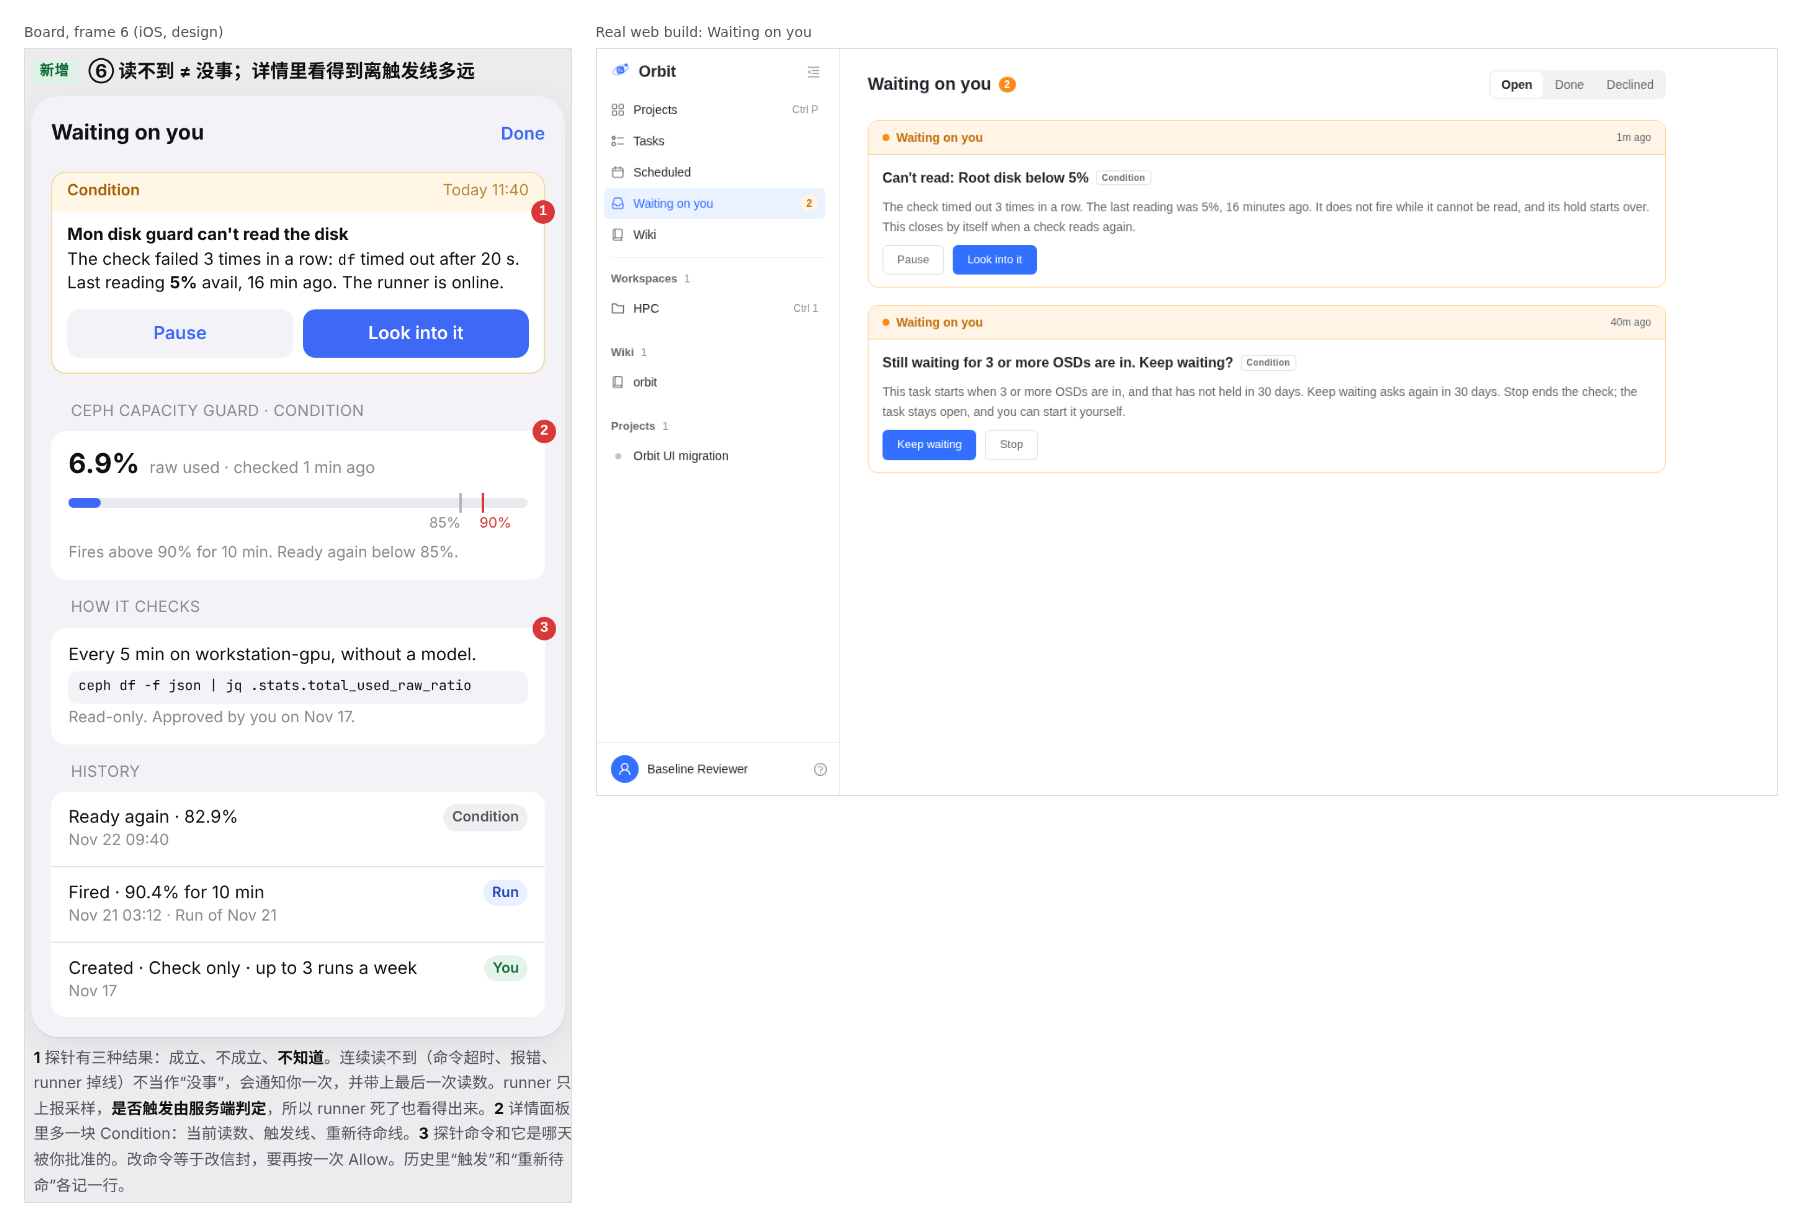 Board, frame 6 (iOS, design)
新增 ⑥ 读不到 ≠ 没事；详情里看得到离触发线多远
Waiting on you Done
Condition Today 11:40
1
Mon disk guard can't read the disk
The check failed 3 times in a row: df timed out after 20 s.
Last reading 5% avail, 16 min ago. The runner is online.
Pause Look into it
CEPH CAPACITY GUARD · CONDITION
2
6.9% raw used · checked 1 min ago
85% 90%
Fires above 90% for 10 min. Ready again below 85%.
HOW IT CHECKS
3
Every 5 min on workstation-gpu, without a model.
ceph df -f json | jq .stats.total_used_raw_ratio
Read-only. Approved by you on Nov 17.
HISTORY
Ready again · 82.9% Condition
Nov 22 09:40
Fired · 90.4% for 10 min Run
Nov 21 03:12 · Run of Nov 21
Created · Check only · up to 3 runs a week You
Nov 17
1 探针有三种结果：成立、不成立、不知道。连续读不到（命令超时、报错、
runner 掉线）不当作“没事”，会通知你一次，并带上最后一次读数。runner 只
上报采样，是否触发由服务端判定，所以 runner 死了也看得出来。2 详情面板
里多一块 Condition：当前读数、触发线、重新待命线。3 探针命令和它是哪天
被你批准的。改命令等于改信封，要再按一次 Allow。历史里“触发”和“重新待
命”各记一行。
Real web build: Waiting on you
Orbit
Projects Ctrl P
Tasks
Scheduled
Waiting on you 2
Wiki
Workspaces 1
HPC Ctrl 1
Wiki 1
orbit
Projects 1
Orbit UI migration
Baseline Reviewer
Waiting on you 2
Open Done Declined
Waiting on you 1m ago
Can't read: Root disk below 5% Condition
The check timed out 3 times in a row. The last reading was 5%, 16 minutes ago. It does not fire while it cannot be read, and its hold starts over.
This closes by itself when a check reads again.
Pause Look into it
Waiting on you 40m ago
Still waiting for 3 or more OSDs are in. Keep waiting? Condition
This task starts when 3 or more OSDs are in, and that has not held in 30 days. Keep waiting asks again in 30 days. Stop ends the check; the
task stays open, and you can start it yourself.
Keep waiting Stop